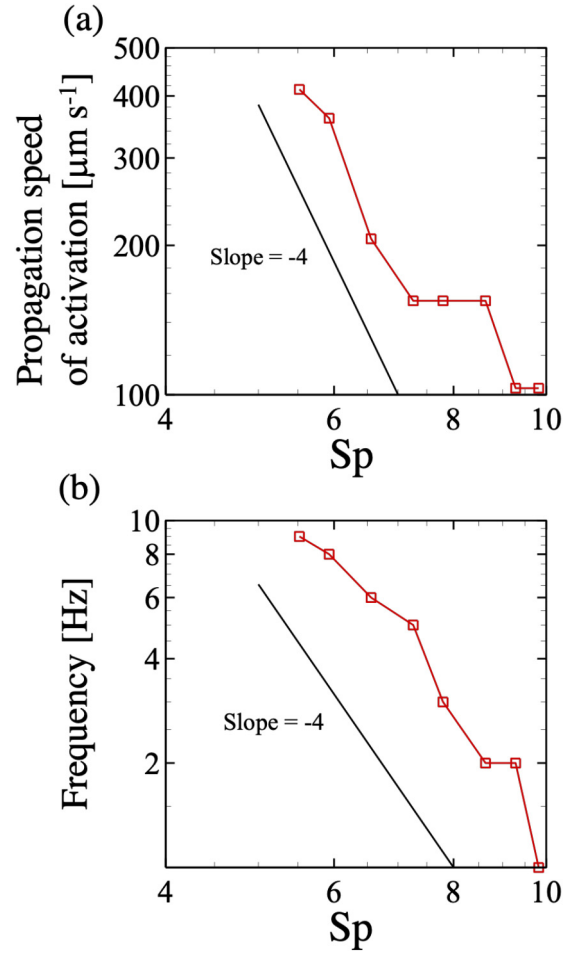 (a)
Propagation speed
of activation [μm s-1]
500
400
300
200
100
Slope = -4
4
6
8
10
Sp
(b)
Frequency [Hz]
10
8
6
4
2
Slope = -4
4
6
8
10
Sp